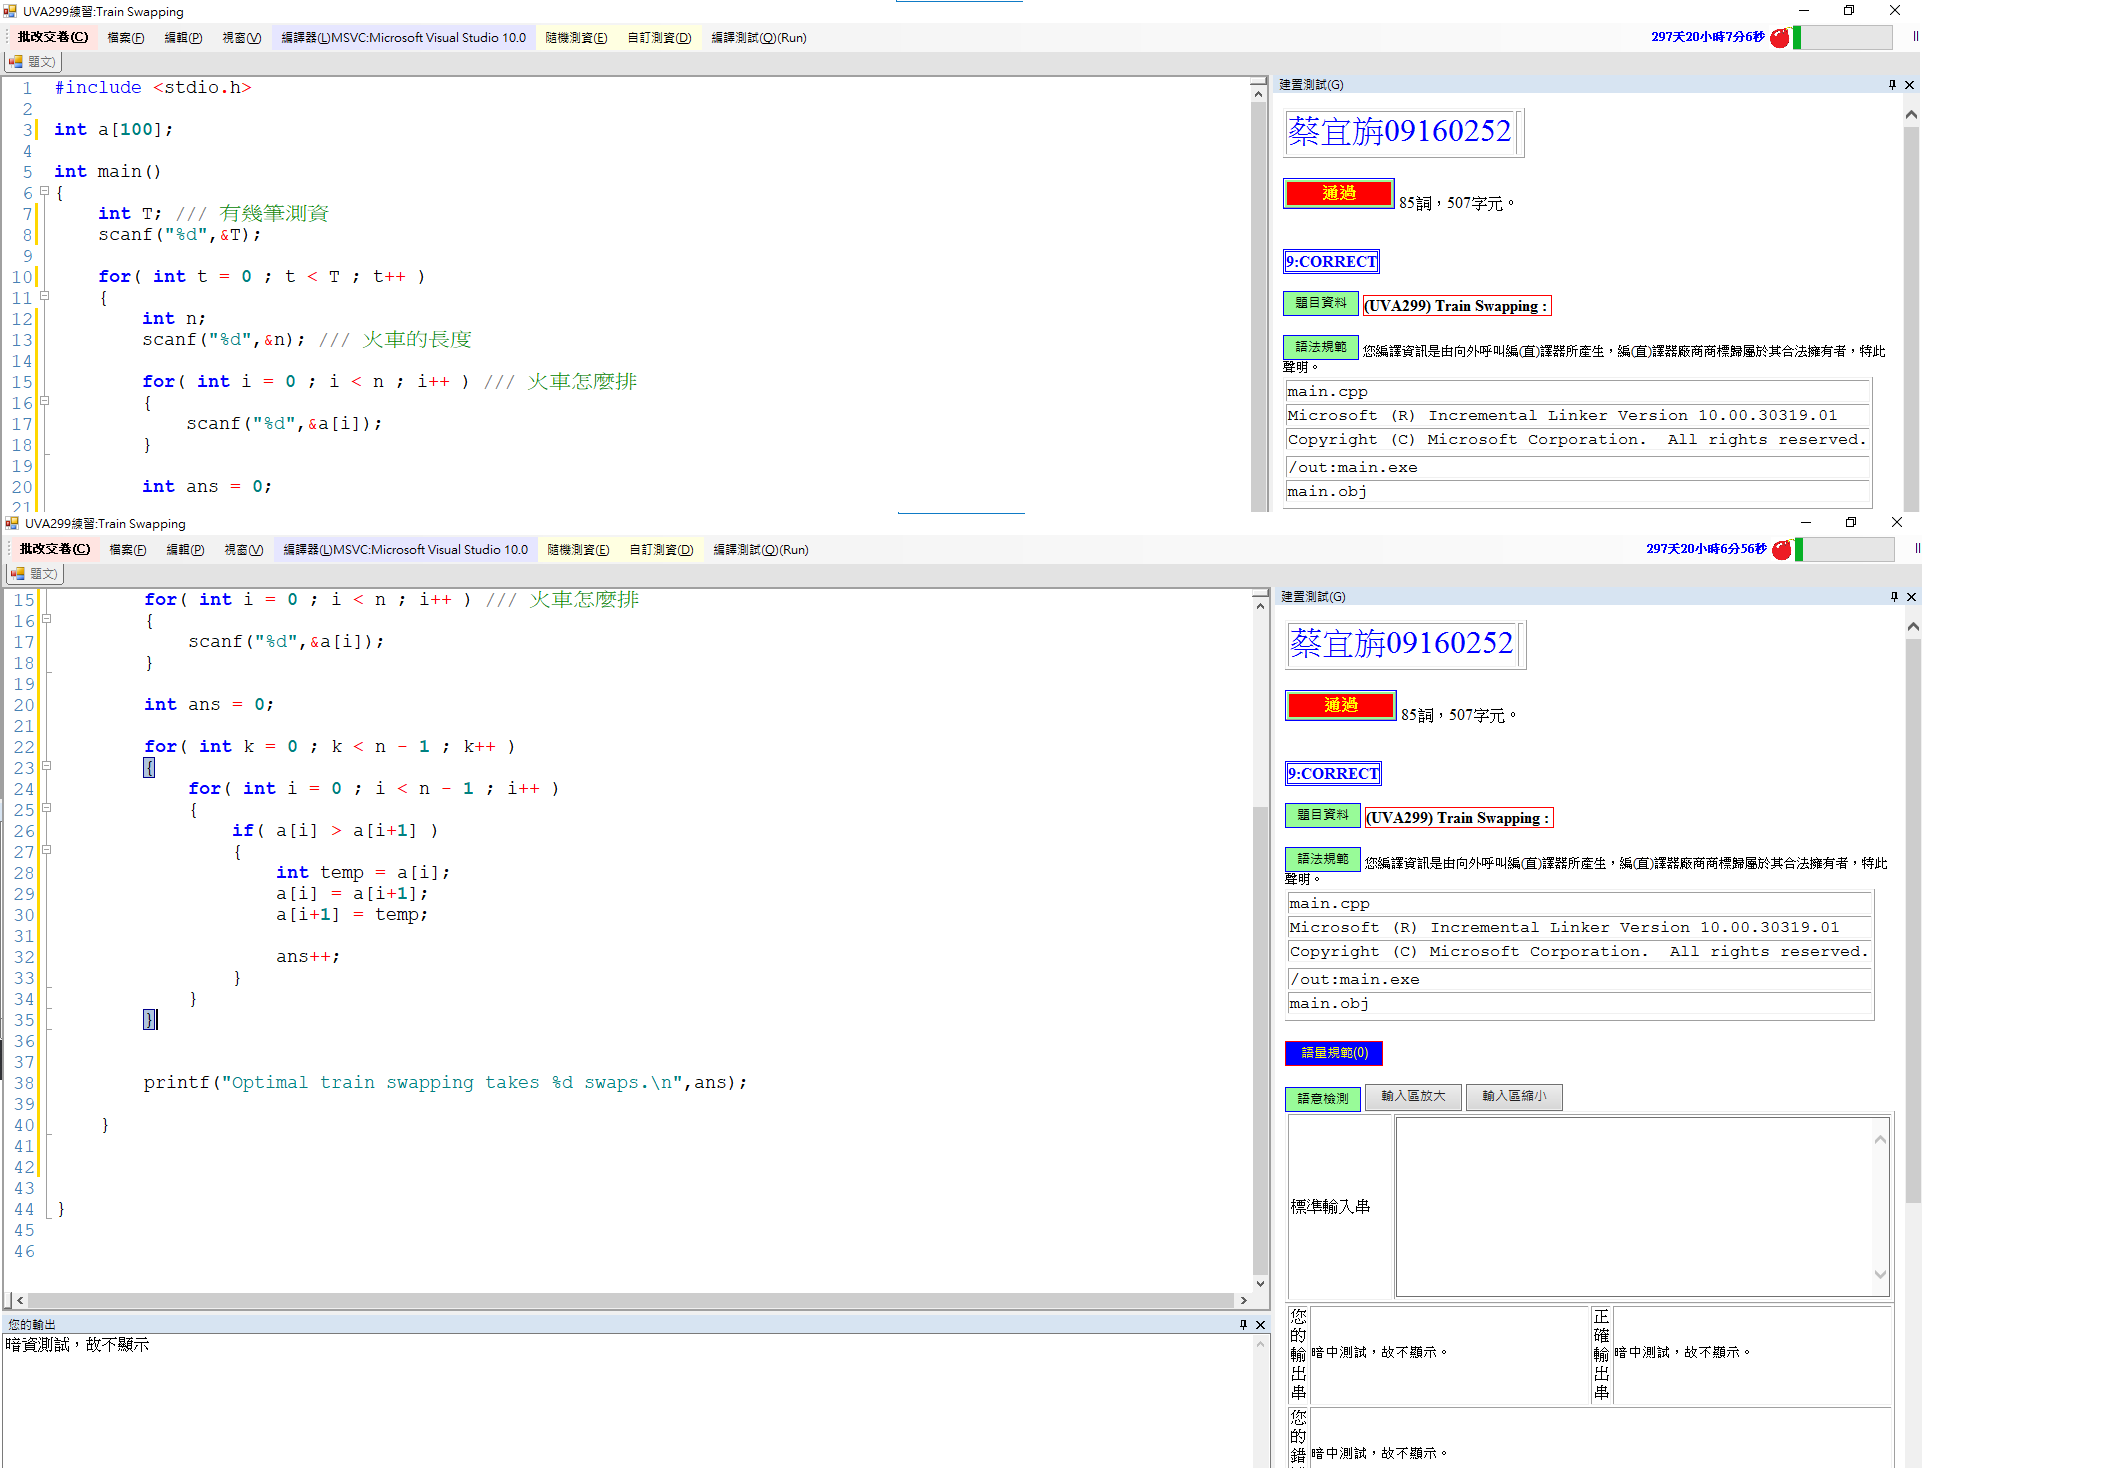 UVA299練習:Train Swapping
批改交卷(C) 檔案(F) 編輯(P) 視窗(V) 編譯器(L)MSVC:Microsoft Visual Studio 10.0 隨機測資(E) 自訂測資(D) 編譯測試(Q)(Run) 297天20小時7分6秒
題文)
1 #include <stdio.h>
2
3 int a[100];
4
5 int main()
6 {
7 int T; /// 有幾筆測資
8 scanf("%d",&T);
9
10 for( int t = 0 ; t < T ; t++ )
11 {
12 int n;
13 scanf("%d",&n); /// 火車的長度
14
15 for( int i = 0 ; i < n ; i++ ) /// 火車怎麼排
16 {
17 scanf("%d",&a[i]);
18 }
19
20 int ans = 0;
21
建置測試(G)
蔡宜旃09160252
通過 85詞，507字元。
9:CORRECT
題目資料 (UVA299) Train Swapping :
語法規範 您編譯資訊是由向外呼叫編(直)譯器所產生，編(直)譯器廠商商標歸屬於其合法擁有者，特此
聲明。
main.cpp
Microsoft (R) Incremental Linker Version 10.00.30319.01
Copyright (C) Microsoft Corporation.  All rights reserved.
/out:main.exe
main.obj
UVA299練習:Train Swapping
批改交卷(C) 檔案(F) 編輯(P) 視窗(V) 編譯器(L)MSVC:Microsoft Visual Studio 10.0 隨機測資(E) 自訂測資(D) 編譯測試(Q)(Run) 297天20小時6分56秒
題文)
15 for( int i = 0 ; i < n ; i++ ) /// 火車怎麼排
16 {
17 scanf("%d",&a[i]);
18 }
19
20 int ans = 0;
21
22 for( int k = 0 ; k < n - 1 ; k++ )
23 {
24 for( int i = 0 ; i < n - 1 ; i++ )
25 {
26 if( a[i] > a[i+1] )
27 {
28 int temp = a[i];
29 a[i] = a[i+1];
30 a[i+1] = temp;
31
32 ans++;
33 }
34 }
35 }
36
37
38 printf("Optimal train swapping takes %d swaps.\n",ans);
39
40 }
41
42
43
44 }
45
46
您的輸出
暗資測試，故不顯示
建置測試(G)
蔡宜旃09160252
通過 85詞，507字元。
9:CORRECT
題目資料 (UVA299) Train Swapping :
語法規範 您編譯資訊是由向外呼叫編(直)譯器所產生，編(直)譯器廠商商標歸屬於其合法擁有者，特此
聲明。
main.cpp
Microsoft (R) Incremental Linker Version 10.00.30319.01
Copyright (C) Microsoft Corporation.  All rights reserved.
/out:main.exe
main.obj
語量規範(0)
語意檢測 輸入區放大 輸入區縮小
標準輸入串
您的輸出串 暗中測試，故不顯示。 正確輸出串 暗中測試，故不顯示。
您的錯 暗中測試，故不顯示。